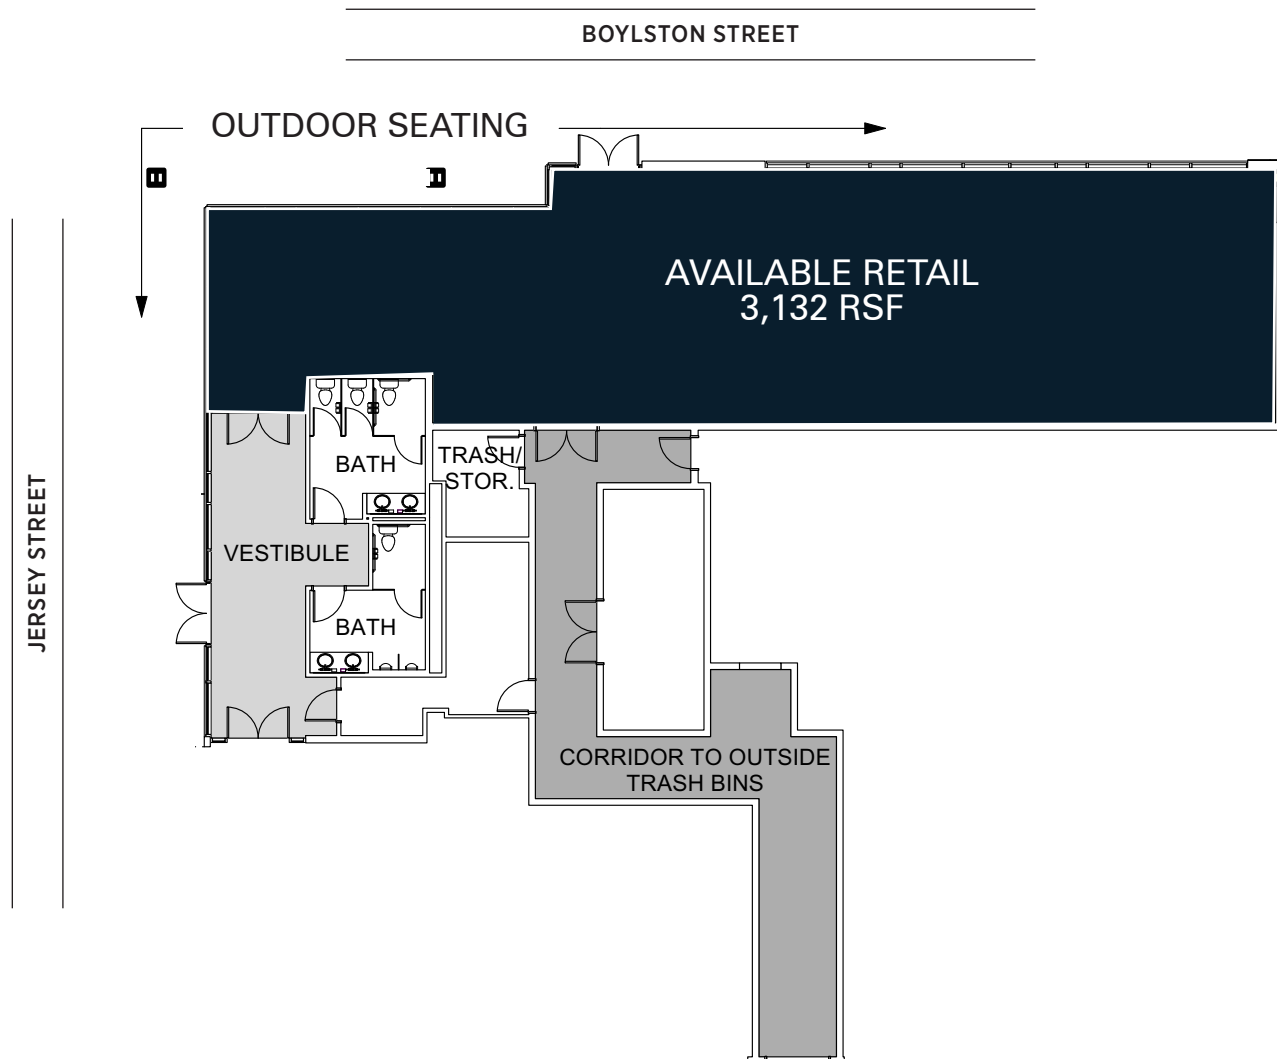 BOYLSTON STREET
OUTDOOR SEATING
AVAILABLE RETAIL
3,132 RSF
BATH
TRASH/
STOR.
JERSEY STREET
VESTIBULE
BATH
CORRIDOR TO OUTSIDE
TRASH BINS